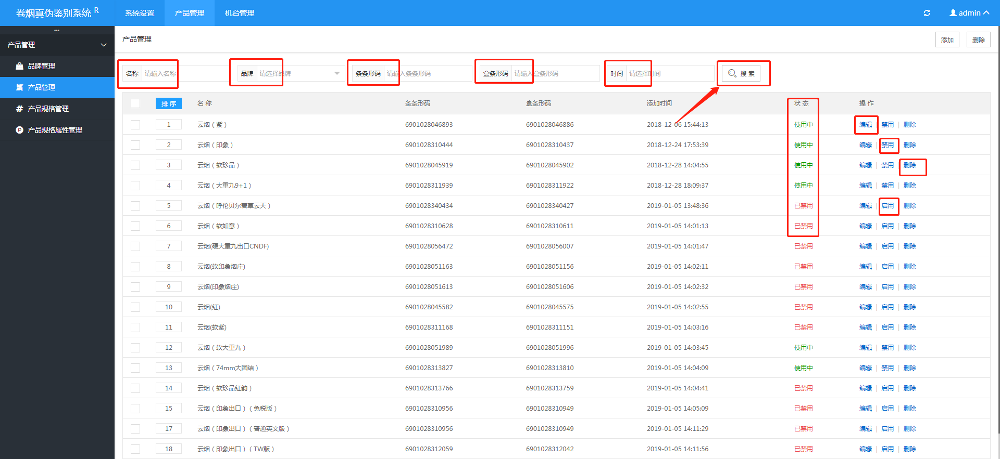 卷烟真伪鉴别系统 R 系统设置 产品管理 机台管理 admin
产品管理
品牌管理
产品管理
产品规格管理
产品规格属性管理
产品管理 添加 删除
名称 请输入名称 品牌 请选择品牌 条条形码 请输入条条形码 盒条形码 请输入盒条形码 时间 请选择时间 搜 索
排 序 名 称 条条形码 盒条形码 添加时间 状 态 操 作
1 云烟（紫） 6901028046893 6901028046886 2018-12-06 15:44:13 使用中 编辑 | 禁用 | 删除
2 云烟（印象） 6901028310444 6901028310437 2018-12-24 17:53:39 使用中 编辑 | 禁用 | 删除
3 云烟（软珍品） 6901028045919 6901028045902 2018-12-28 14:04:55 使用中 编辑 | 禁用 | 删除
4 云烟（大重九9+1） 6901028311939 6901028311922 2018-12-28 18:09:37 使用中 编辑 | 禁用 | 删除
5 云烟（呼伦贝尔碧草云天） 6901028340434 6901028340427 2019-01-05 13:48:36 已禁用 编辑 | 启用 | 删除
6 云烟（软如意） 6901028310628 6901028310611 2019-01-05 14:01:13 已禁用 编辑 | 启用 | 删除
7 云烟(硬大重九出口CNDF) 6901028056472 6901028056007 2019-01-05 14:01:47 已禁用 编辑 | 启用 | 删除
8 云烟(软印象烟庄) 6901028051163 6901028051156 2019-01-05 14:02:11 已禁用 编辑 | 启用 | 删除
9 云烟(印象烟庄) 6901028051613 6901028051606 2019-01-05 14:02:32 已禁用 编辑 | 启用 | 删除
10 云烟(红) 6901028045582 6901028045575 2019-01-05 14:02:55 已禁用 编辑 | 启用 | 删除
11 云烟(软紫) 6901028311168 6901028311151 2019-01-05 14:03:16 已禁用 编辑 | 启用 | 删除
12 云烟（软大重九） 6901028051989 6901028051996 2019-01-05 14:03:45 使用中 编辑 | 禁用 | 删除
13 云烟（74mm大团结） 6901028313827 6901028313810 2019-01-05 14:04:09 使用中 编辑 | 禁用 | 删除
14 云烟（软珍品红韵） 6901028313766 6901028313759 2019-01-05 14:04:41 已禁用 编辑 | 启用 | 删除
15 云烟（印象出口）（免税版） 6901028310956 6901028310949 2019-01-05 14:05:09 已禁用 编辑 | 启用 | 删除
17 云烟（印象出口）（普通英文版） 6901028310956 6901028310949 2019-01-05 14:11:29 已禁用 编辑 | 启用 | 删除
18 云烟（印象出口）（TW版） 6901028312059 6901028312042 2019-01-05 14:11:56 已禁用 编辑 | 启用 | 删除